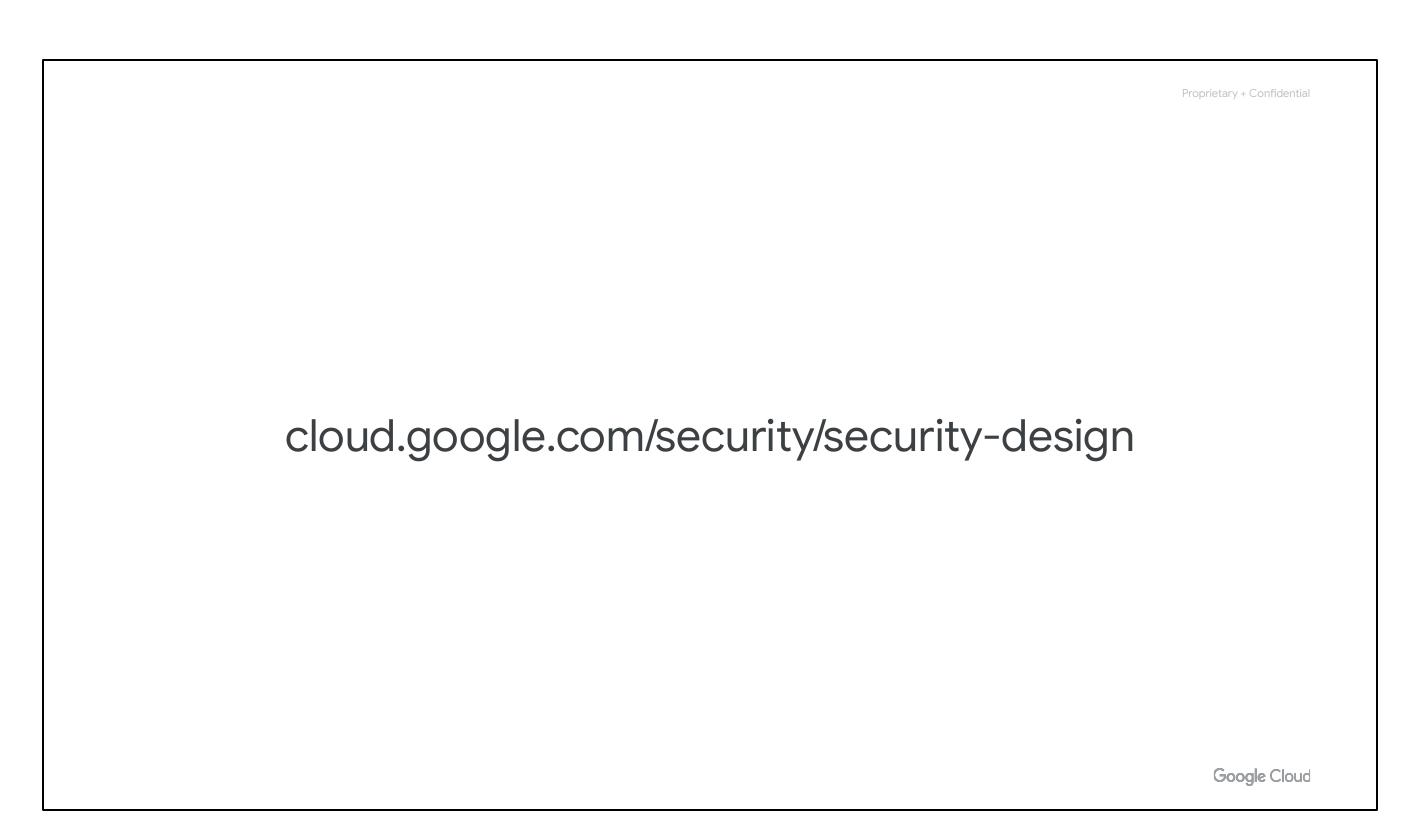 Proprietary + Confidential
cloud.google.com/security/security-design
Google Cloud